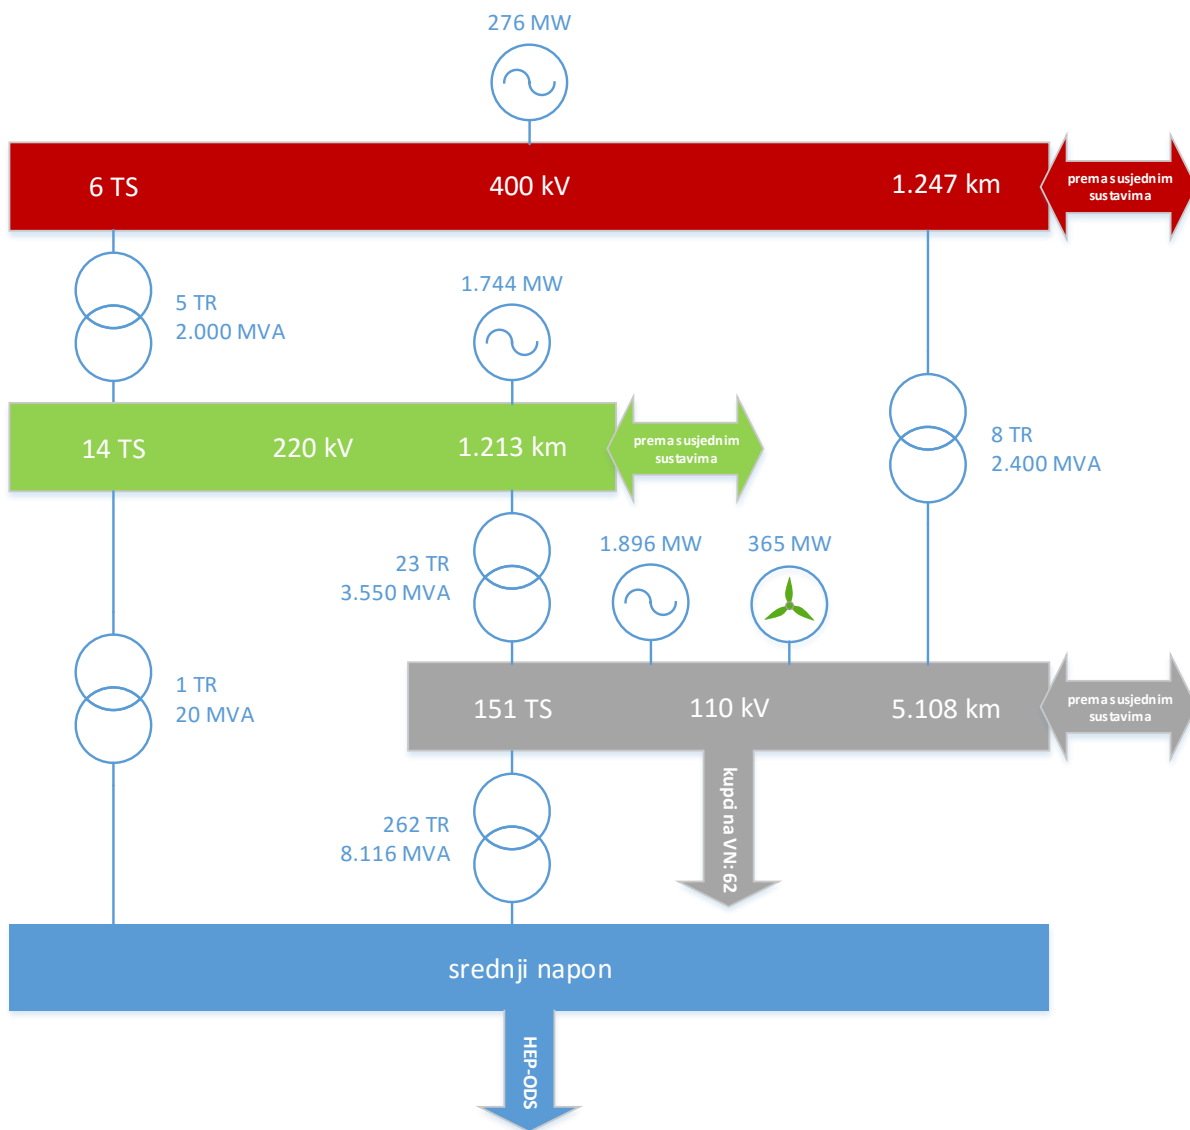 276 MW
6 TS
400 kV
1.247 km
prema susjednim
sustavima
5 TR
2.000 MVA
1.744 MW
8 TR
2.400 MVA
14 TS
220 kV
1.213 km
prema susjednim
sustavima
23 TR
3.550 MVA
1.896 MW
365 MW
1 TR
20 MVA
151 TS
110 kV
5.108 km
prema susjednim
sustavima
kupci na VN: 62
262 TR
8.116 MVA
srednji napon
HEP-ODS